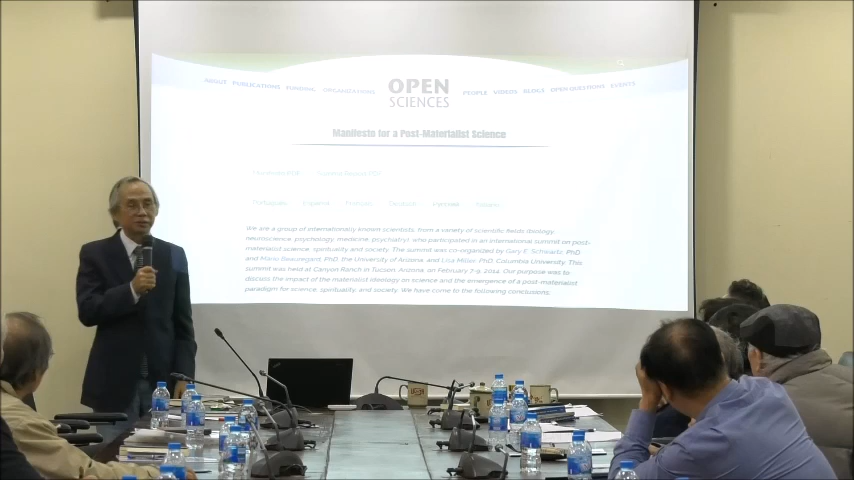 ABOUT PUBLICATIONS FUNDING ORGANIZATIONS OPEN SCIENCES PEOPLE VIDEOS BLOGS OPEN QUESTIONS EVENTS
Manifesto for a Post-Materialist Science
Português Español Français Deutsch Italiano
We are a group of internationally known scientists, from a variety of scientific fields (biology,
neuroscience, psychology, medicine, psychiatry), who participated in an international summit on post-
materialist science, spirituality and society. The summit was co-organized by Gary E. Schwartz, PhD,
and Mario Beauregard, PhD, the University of Arizona, and Lisa Miller, PhD, Columbia University. This
summit was held at Canyon Ranch in Tucson, Arizona, on February 7-9, 2014. Our purpose was to
discuss the impact of the materialist ideology on science and the emergence of a post-materialist
paradigm for science, spirituality, and society. We have come to the following conclusions: